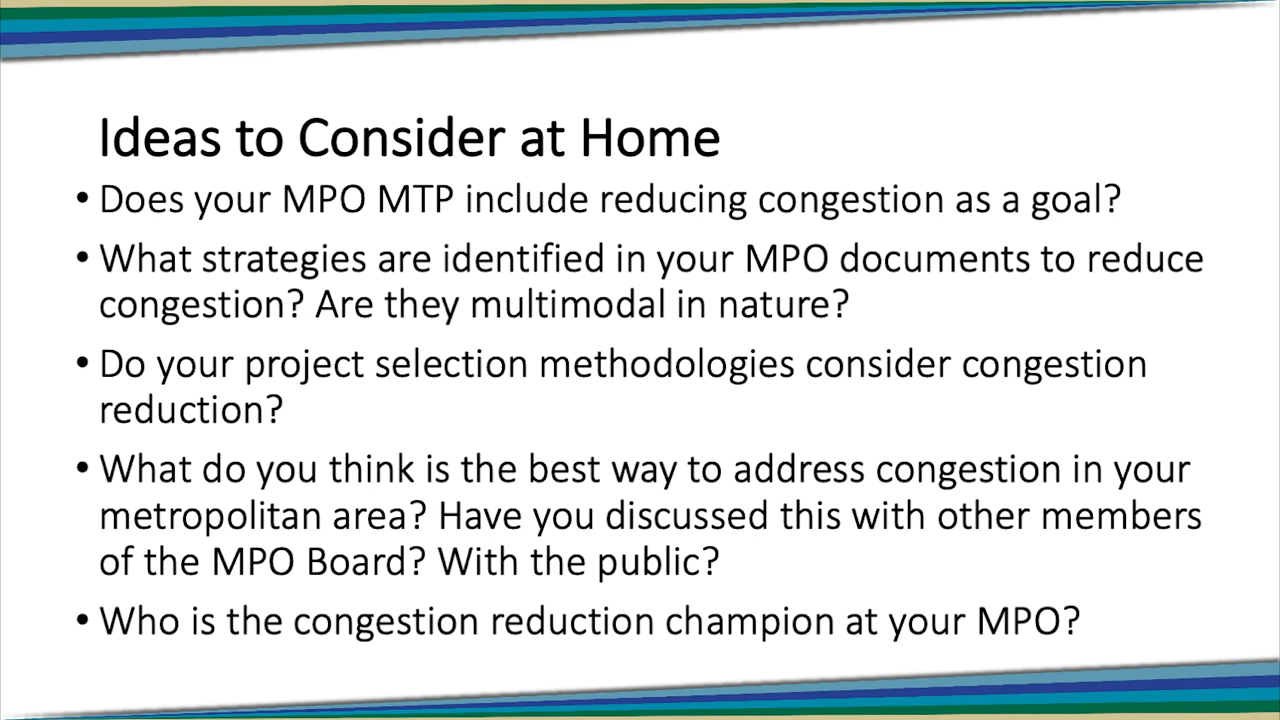 Ideas to Consider at Home
• Does your MPO MTP include reducing congestion as a goal?
• What strategies are identified in your MPO documents to reduce
congestion? Are they multimodal in nature?
• Do your project selection methodologies consider congestion
reduction?
• What do you think is the best way to address congestion in your
metropolitan area? Have you discussed this with other members
of the MPO Board? With the public?
• Who is the congestion reduction champion at your MPO?